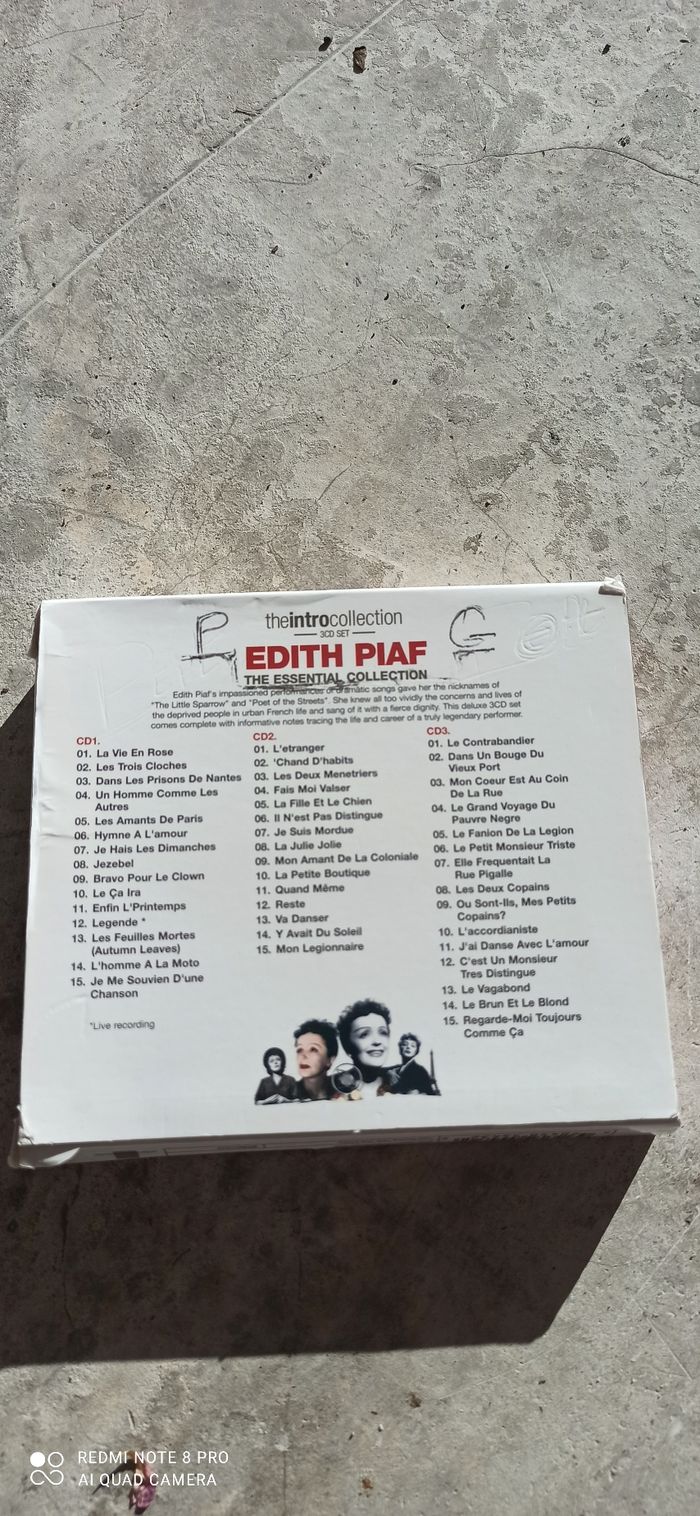 P
G
theintrocollection
3CD SET
EDITH PIAF
THE ESSENTIAL COLLECTION
Edith Piaf's impassioned performances of dramatic songs gave her the nicknames of
"The Little Sparrow" and "Poet of the Streets". She knew all too vividly the concerns and lives of
the deprived people in urban French life and sang of it with a fierce dignity. This deluxe 3CD set
comes complete with informative notes tracing the life and career of a truly legendary performer.
CD1.
01. La Vie En Rose
02. Les Trois Cloches
03. Dans Les Prisons De Nantes
04. Un Homme Comme Les
Autres
05. Les Amants De Paris
06. Hymne A L'amour
07. Je Hais Les Dimanches
08. Jezebel
09. Bravo Pour Le Clown
10. Le Ça Ira
11. Enfin L'Printemps
12. Legende *
13. Les Feuilles Mortes
(Autumn Leaves)
14. L'homme A La Moto
15. Je Me Souvien D'une
Chanson
*Live recording
CD2.
01. L'etranger
02. 'Chand D'habits
03. Les Deux Menetriers
04. Fais Moi Valser
05. La Fille Et Le Chien
06. Il N'est Pas Distingue
07. Je Suis Mordue
08. La Julie Jolie
09. Mon Amant De La Coloniale
10. La Petite Boutique
11. Quand Même
12. Reste
13. Va Danser
14. Y Avait Du Soleil
15. Mon Legionnaire
CD3.
01. Le Contrabandier
02. Dans Un Bouge Du
Vieux Port
03. Mon Coeur Est Au Coin
De La Rue
04. Le Grand Voyage Du
Pauvre Negre
05. Le Fanion De La Legion
06. Le Petit Monsieur Triste
07. Elle Frequentait La
Rue Pigalle
08. Les Deux Copains
09. Ou Sont-Ils, Mes Petits
Copains?
10. L'accordianiste
11. J'ai Danse Avec L'amour
12. C'est Un Monsieur
Tres Distingue
13. Le Vagabond
14. Le Brun Et Le Blond
15. Regarde-Moi Toujours
Comme Ça
REDMI NOTE 8 PRO
AI QUAD CAMERA